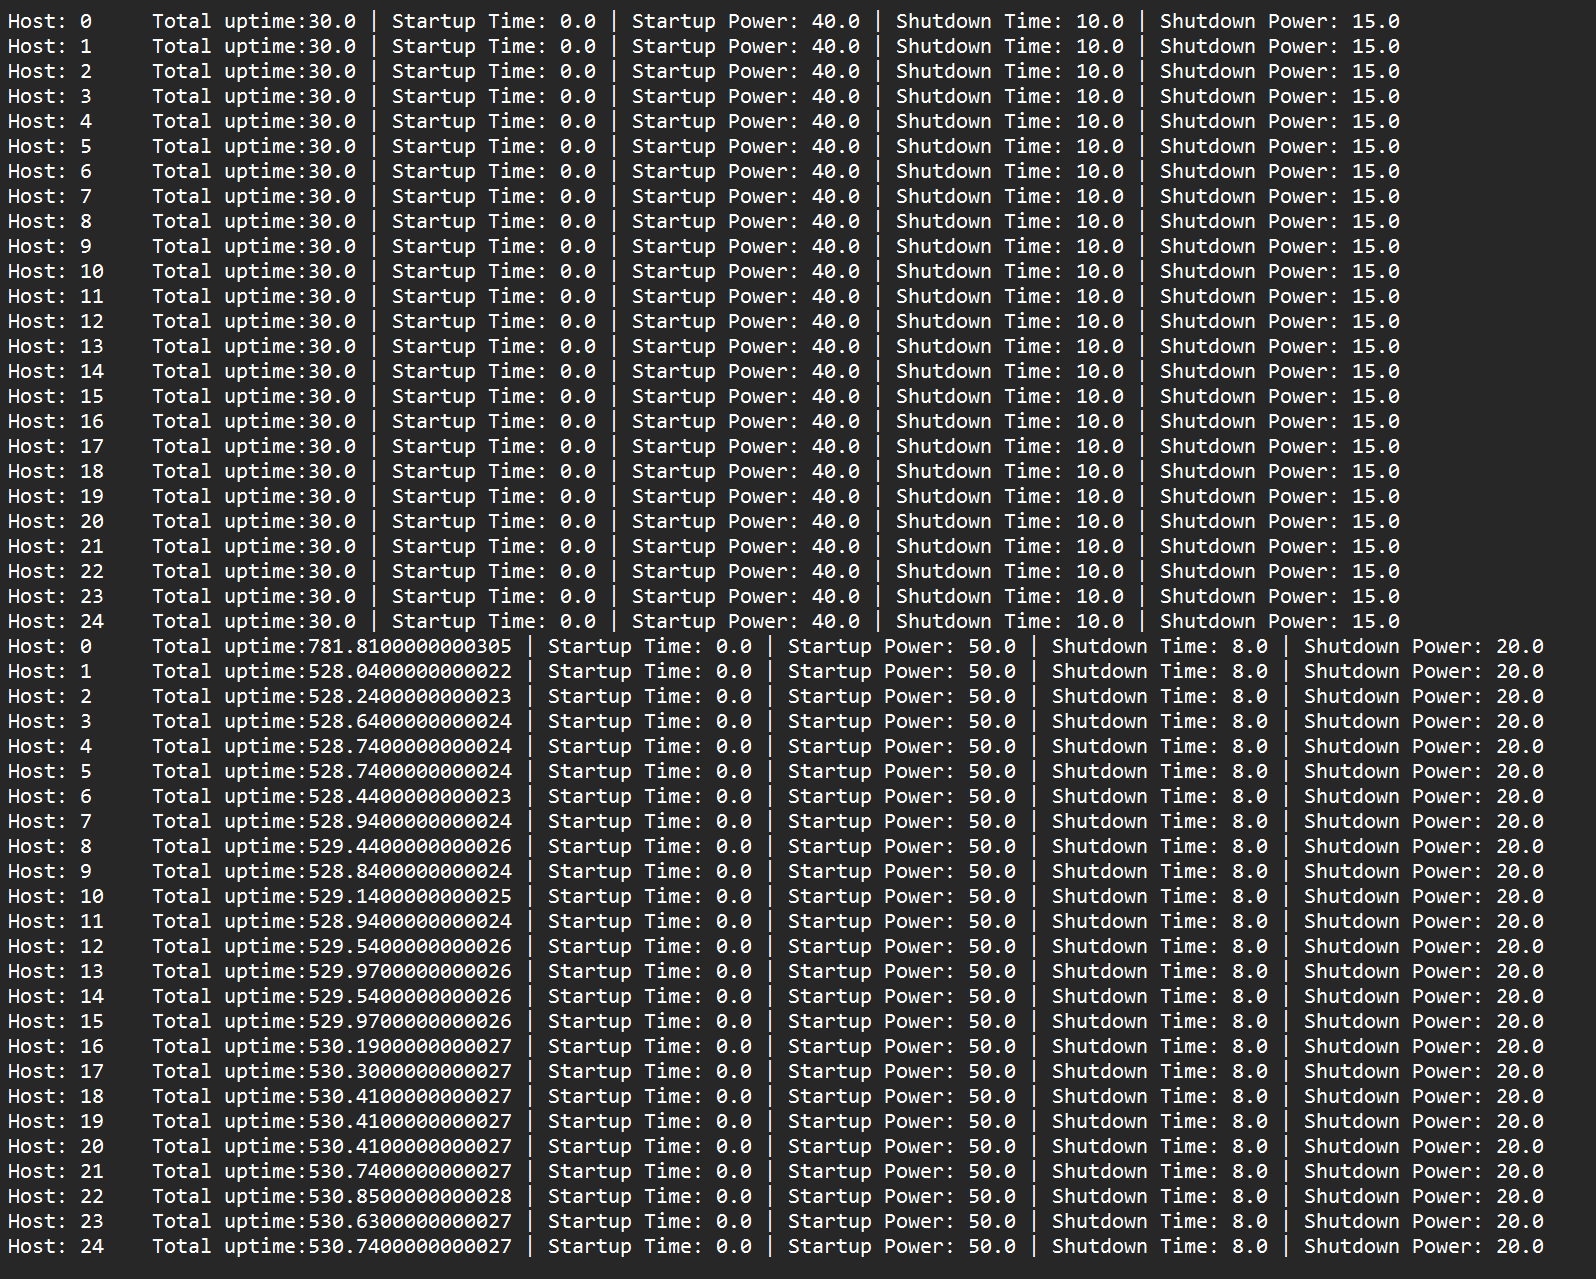 Host: 0     Total uptime:30.0 | Startup Time: 0.0 | Startup Power: 40.0 | Shutdown Time: 10.0 | Shutdown Power: 15.0
Host: 1     Total uptime:30.0 | Startup Time: 0.0 | Startup Power: 40.0 | Shutdown Time: 10.0 | Shutdown Power: 15.0
Host: 2     Total uptime:30.0 | Startup Time: 0.0 | Startup Power: 40.0 | Shutdown Time: 10.0 | Shutdown Power: 15.0
Host: 3     Total uptime:30.0 | Startup Time: 0.0 | Startup Power: 40.0 | Shutdown Time: 10.0 | Shutdown Power: 15.0
Host: 4     Total uptime:30.0 | Startup Time: 0.0 | Startup Power: 40.0 | Shutdown Time: 10.0 | Shutdown Power: 15.0
Host: 5     Total uptime:30.0 | Startup Time: 0.0 | Startup Power: 40.0 | Shutdown Time: 10.0 | Shutdown Power: 15.0
Host: 6     Total uptime:30.0 | Startup Time: 0.0 | Startup Power: 40.0 | Shutdown Time: 10.0 | Shutdown Power: 15.0
Host: 7     Total uptime:30.0 | Startup Time: 0.0 | Startup Power: 40.0 | Shutdown Time: 10.0 | Shutdown Power: 15.0
Host: 8     Total uptime:30.0 | Startup Time: 0.0 | Startup Power: 40.0 | Shutdown Time: 10.0 | Shutdown Power: 15.0
Host: 9     Total uptime:30.0 | Startup Time: 0.0 | Startup Power: 40.0 | Shutdown Time: 10.0 | Shutdown Power: 15.0
Host: 10    Total uptime:30.0 | Startup Time: 0.0 | Startup Power: 40.0 | Shutdown Time: 10.0 | Shutdown Power: 15.0
Host: 11    Total uptime:30.0 | Startup Time: 0.0 | Startup Power: 40.0 | Shutdown Time: 10.0 | Shutdown Power: 15.0
Host: 12    Total uptime:30.0 | Startup Time: 0.0 | Startup Power: 40.0 | Shutdown Time: 10.0 | Shutdown Power: 15.0
Host: 13    Total uptime:30.0 | Startup Time: 0.0 | Startup Power: 40.0 | Shutdown Time: 10.0 | Shutdown Power: 15.0
Host: 14    Total uptime:30.0 | Startup Time: 0.0 | Startup Power: 40.0 | Shutdown Time: 10.0 | Shutdown Power: 15.0
Host: 15    Total uptime:30.0 | Startup Time: 0.0 | Startup Power: 40.0 | Shutdown Time: 10.0 | Shutdown Power: 15.0
Host: 16    Total uptime:30.0 | Startup Time: 0.0 | Startup Power: 40.0 | Shutdown Time: 10.0 | Shutdown Power: 15.0
Host: 17    Total uptime:30.0 | Startup Time: 0.0 | Startup Power: 40.0 | Shutdown Time: 10.0 | Shutdown Power: 15.0
Host: 18    Total uptime:30.0 | Startup Time: 0.0 | Startup Power: 40.0 | Shutdown Time: 10.0 | Shutdown Power: 15.0
Host: 19    Total uptime:30.0 | Startup Time: 0.0 | Startup Power: 40.0 | Shutdown Time: 10.0 | Shutdown Power: 15.0
Host: 20    Total uptime:30.0 | Startup Time: 0.0 | Startup Power: 40.0 | Shutdown Time: 10.0 | Shutdown Power: 15.0
Host: 21    Total uptime:30.0 | Startup Time: 0.0 | Startup Power: 40.0 | Shutdown Time: 10.0 | Shutdown Power: 15.0
Host: 22    Total uptime:30.0 | Startup Time: 0.0 | Startup Power: 40.0 | Shutdown Time: 10.0 | Shutdown Power: 15.0
Host: 23    Total uptime:30.0 | Startup Time: 0.0 | Startup Power: 40.0 | Shutdown Time: 10.0 | Shutdown Power: 15.0
Host: 24    Total uptime:30.0 | Startup Time: 0.0 | Startup Power: 40.0 | Shutdown Time: 10.0 | Shutdown Power: 15.0
Host: 0     Total uptime:781.8100000000305 | Startup Time: 0.0 | Startup Power: 50.0 | Shutdown Time: 8.0 | Shutdown Power: 20.0
Host: 1     Total uptime:528.0400000000022 | Startup Time: 0.0 | Startup Power: 50.0 | Shutdown Time: 8.0 | Shutdown Power: 20.0
Host: 2     Total uptime:528.2400000000023 | Startup Time: 0.0 | Startup Power: 50.0 | Shutdown Time: 8.0 | Shutdown Power: 20.0
Host: 3     Total uptime:528.6400000000024 | Startup Time: 0.0 | Startup Power: 50.0 | Shutdown Time: 8.0 | Shutdown Power: 20.0
Host: 4     Total uptime:528.7400000000024 | Startup Time: 0.0 | Startup Power: 50.0 | Shutdown Time: 8.0 | Shutdown Power: 20.0
Host: 5     Total uptime:528.7400000000024 | Startup Time: 0.0 | Startup Power: 50.0 | Shutdown Time: 8.0 | Shutdown Power: 20.0
Host: 6     Total uptime:528.4400000000023 | Startup Time: 0.0 | Startup Power: 50.0 | Shutdown Time: 8.0 | Shutdown Power: 20.0
Host: 7     Total uptime:528.9400000000024 | Startup Time: 0.0 | Startup Power: 50.0 | Shutdown Time: 8.0 | Shutdown Power: 20.0
Host: 8     Total uptime:529.4400000000026 | Startup Time: 0.0 | Startup Power: 50.0 | Shutdown Time: 8.0 | Shutdown Power: 20.0
Host: 9     Total uptime:528.8400000000024 | Startup Time: 0.0 | Startup Power: 50.0 | Shutdown Time: 8.0 | Shutdown Power: 20.0
Host: 10    Total uptime:529.1400000000025 | Startup Time: 0.0 | Startup Power: 50.0 | Shutdown Time: 8.0 | Shutdown Power: 20.0
Host: 11    Total uptime:528.9400000000024 | Startup Time: 0.0 | Startup Power: 50.0 | Shutdown Time: 8.0 | Shutdown Power: 20.0
Host: 12    Total uptime:529.5400000000026 | Startup Time: 0.0 | Startup Power: 50.0 | Shutdown Time: 8.0 | Shutdown Power: 20.0
Host: 13    Total uptime:529.9700000000026 | Startup Time: 0.0 | Startup Power: 50.0 | Shutdown Time: 8.0 | Shutdown Power: 20.0
Host: 14    Total uptime:529.5400000000026 | Startup Time: 0.0 | Startup Power: 50.0 | Shutdown Time: 8.0 | Shutdown Power: 20.0
Host: 15    Total uptime:529.9700000000026 | Startup Time: 0.0 | Startup Power: 50.0 | Shutdown Time: 8.0 | Shutdown Power: 20.0
Host: 16    Total uptime:530.1900000000027 | Startup Time: 0.0 | Startup Power: 50.0 | Shutdown Time: 8.0 | Shutdown Power: 20.0
Host: 17    Total uptime:530.3000000000027 | Startup Time: 0.0 | Startup Power: 50.0 | Shutdown Time: 8.0 | Shutdown Power: 20.0
Host: 18    Total uptime:530.4100000000027 | Startup Time: 0.0 | Startup Power: 50.0 | Shutdown Time: 8.0 | Shutdown Power: 20.0
Host: 19    Total uptime:530.4100000000027 | Startup Time: 0.0 | Startup Power: 50.0 | Shutdown Time: 8.0 | Shutdown Power: 20.0
Host: 20    Total uptime:530.4100000000027 | Startup Time: 0.0 | Startup Power: 50.0 | Shutdown Time: 8.0 | Shutdown Power: 20.0
Host: 21    Total uptime:530.7400000000027 | Startup Time: 0.0 | Startup Power: 50.0 | Shutdown Time: 8.0 | Shutdown Power: 20.0
Host: 22    Total uptime:530.8500000000028 | Startup Time: 0.0 | Startup Power: 50.0 | Shutdown Time: 8.0 | Shutdown Power: 20.0
Host: 23    Total uptime:530.6300000000027 | Startup Time: 0.0 | Startup Power: 50.0 | Shutdown Time: 8.0 | Shutdown Power: 20.0
Host: 24    Total uptime:530.7400000000027 | Startup Time: 0.0 | Startup Power: 50.0 | Shutdown Time: 8.0 | Shutdown Power: 20.0